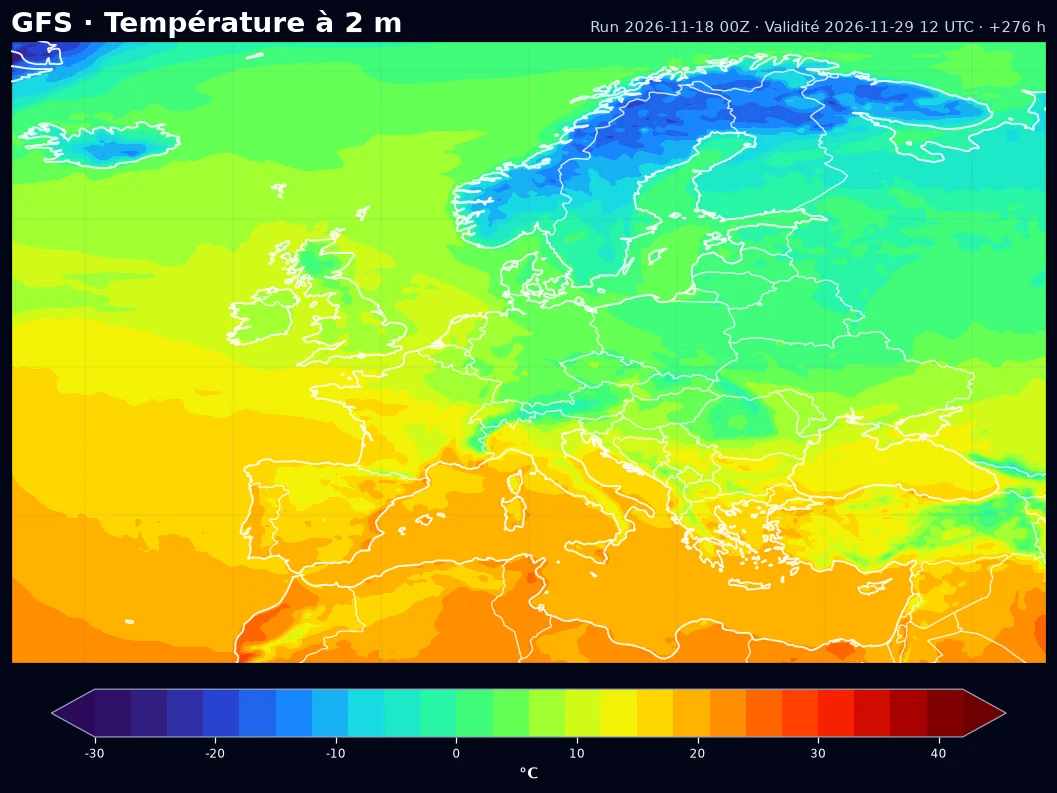 GFS · Température à 2 m
Run 2026-11-18 00Z · Validité 2026-11-29 12 UTC · +276 h
-30 -20 -10 0 10 20 30 40
°C